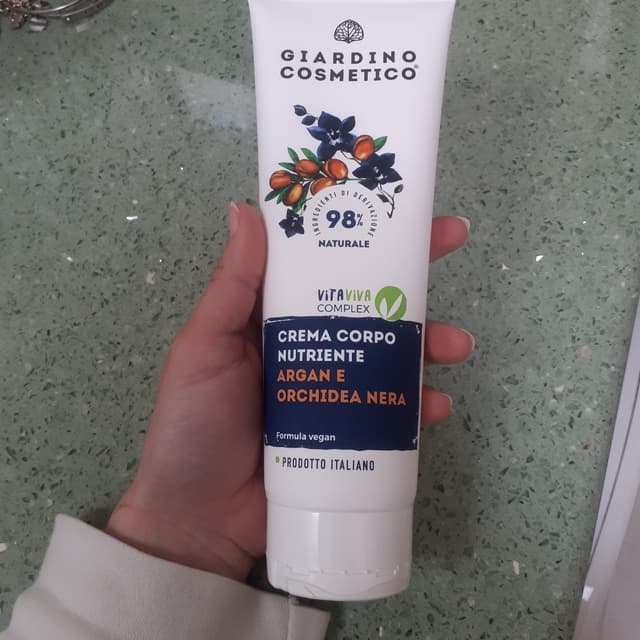 GIARDINO
COSMETICO
INGREDIENTI DI DERIVAZIONE
98%
NATURALE
VITAVIVA
COMPLEX
CREMA CORPO
NUTRIENTE
ARGAN E
ORCHIDEA NERA
Formula vegan
PRODOTTO ITALIANO